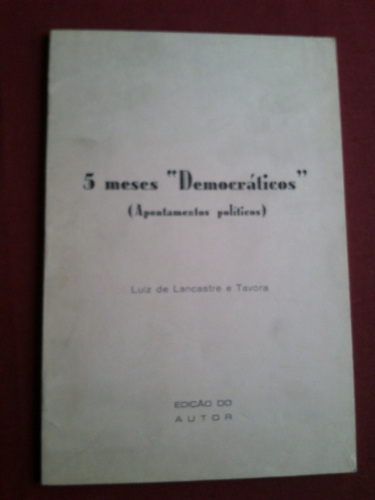 5 meses "Democráticos"
(Apontamentos políticos)
Luiz de Lancastre e Tavora
EDIÇÃO DO
AUTOR